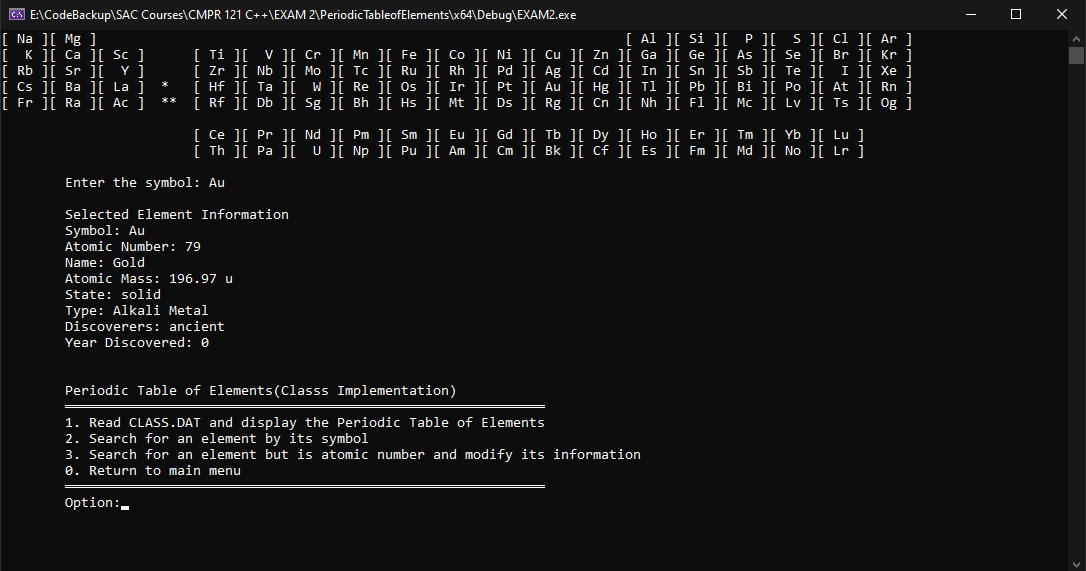 E:\CodeBackup\SAC Courses\CMPR 121 C++\EXAM 2\PeriodicTableofElements\x64\Debug\EXAM2.exe
[ Na ][ Mg ] [ Al ][ Si ][  P ][  S ][ Cl ][ Ar ]
[  K ][ Ca ][ Sc ] [ Ti ][  V ][ Cr ][ Mn ][ Fe ][ Co ][ Ni ][ Cu ][ Zn ][ Ga ][ Ge ][ As ][ Se ][ Br ][ Kr ]
[ Rb ][ Sr ][  Y ] [ Zr ][ Nb ][ Mo ][ Tc ][ Ru ][ Rh ][ Pd ][ Ag ][ Cd ][ In ][ Sn ][ Sb ][ Te ][  I ][ Xe ]
[ Cs ][ Ba ][ La ] * [ Hf ][ Ta ][  W ][ Re ][ Os ][ Ir ][ Pt ][ Au ][ Hg ][ Tl ][ Pb ][ Bi ][ Po ][ At ][ Rn ]
[ Fr ][ Ra ][ Ac ] ** [ Rf ][ Db ][ Sg ][ Bh ][ Hs ][ Mt ][ Ds ][ Rg ][ Cn ][ Nh ][ Fl ][ Mc ][ Lv ][ Ts ][ Og ]
[ Ce ][ Pr ][ Nd ][ Pm ][ Sm ][ Eu ][ Gd ][ Tb ][ Dy ][ Ho ][ Er ][ Tm ][ Yb ][ Lu ]
[ Th ][ Pa ][  U ][ Np ][ Pu ][ Am ][ Cm ][ Bk ][ Cf ][ Es ][ Fm ][ Md ][ No ][ Lr ]
Enter the symbol: Au
Selected Element Information
Symbol: Au
Atomic Number: 79
Name: Gold
Atomic Mass: 196.97 u
State: solid
Type: Alkali Metal
Discoverers: ancient
Year Discovered: 0
Periodic Table of Elements(Classs Implementation)
1. Read CLASS.DAT and display the Periodic Table of Elements
2. Search for an element by its symbol
3. Search for an element but is atomic number and modify its information
0. Return to main menu
Option: